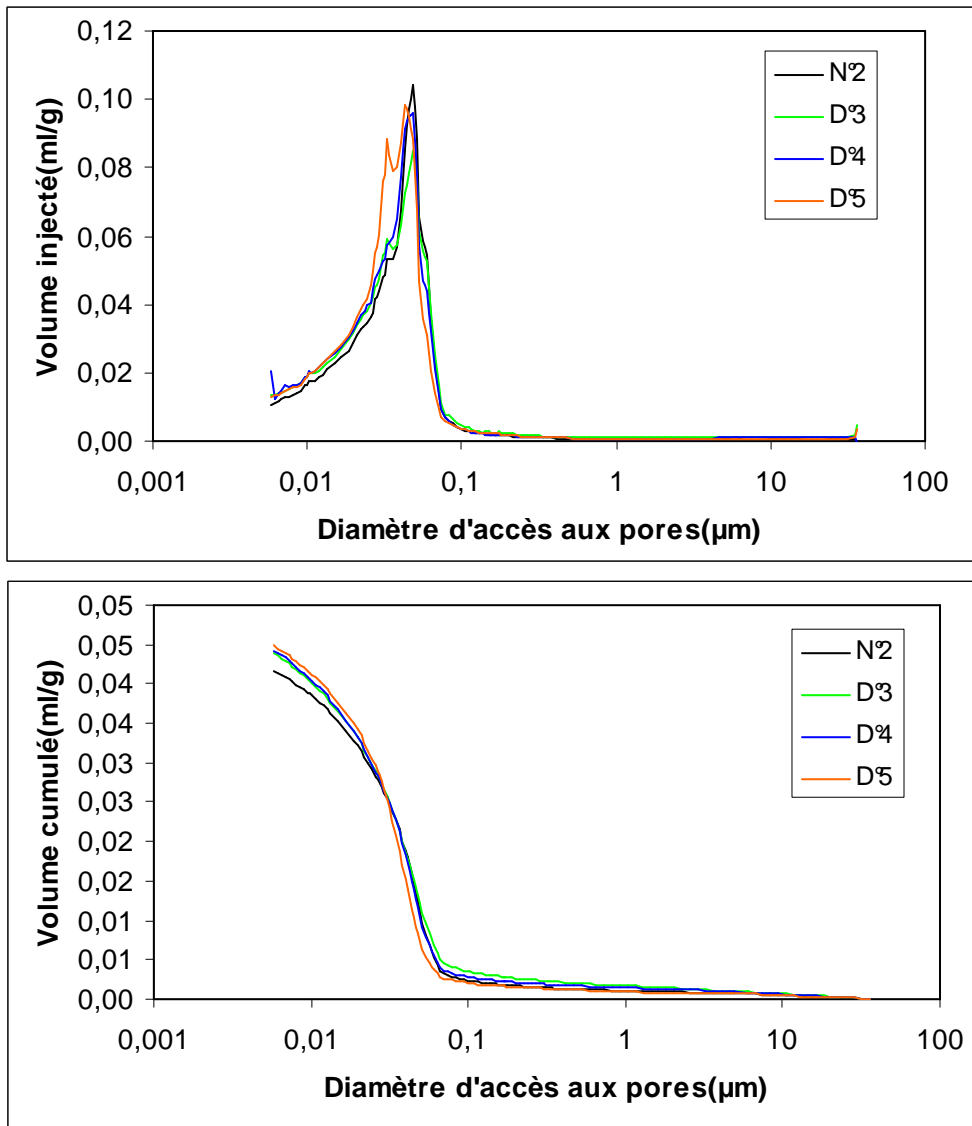 0,12
0,10
0,08
0,06
0,04
0,02
0,00
Volume injecté(ml/g)
N°2
D°3
D°4
D°5
0,001
0,01
0,1
1
10
100
Diamètre d'accès aux pores(µm)
0,05
0,05
0,04
0,04
0,03
0,03
0,02
0,02
0,01
0,01
0,00
Volume cumulé(ml/g)
N°2
D°3
D°4
D°5
0,001
0,01
0,1
1
10
100
Diamètre d'accès aux pores(µm)